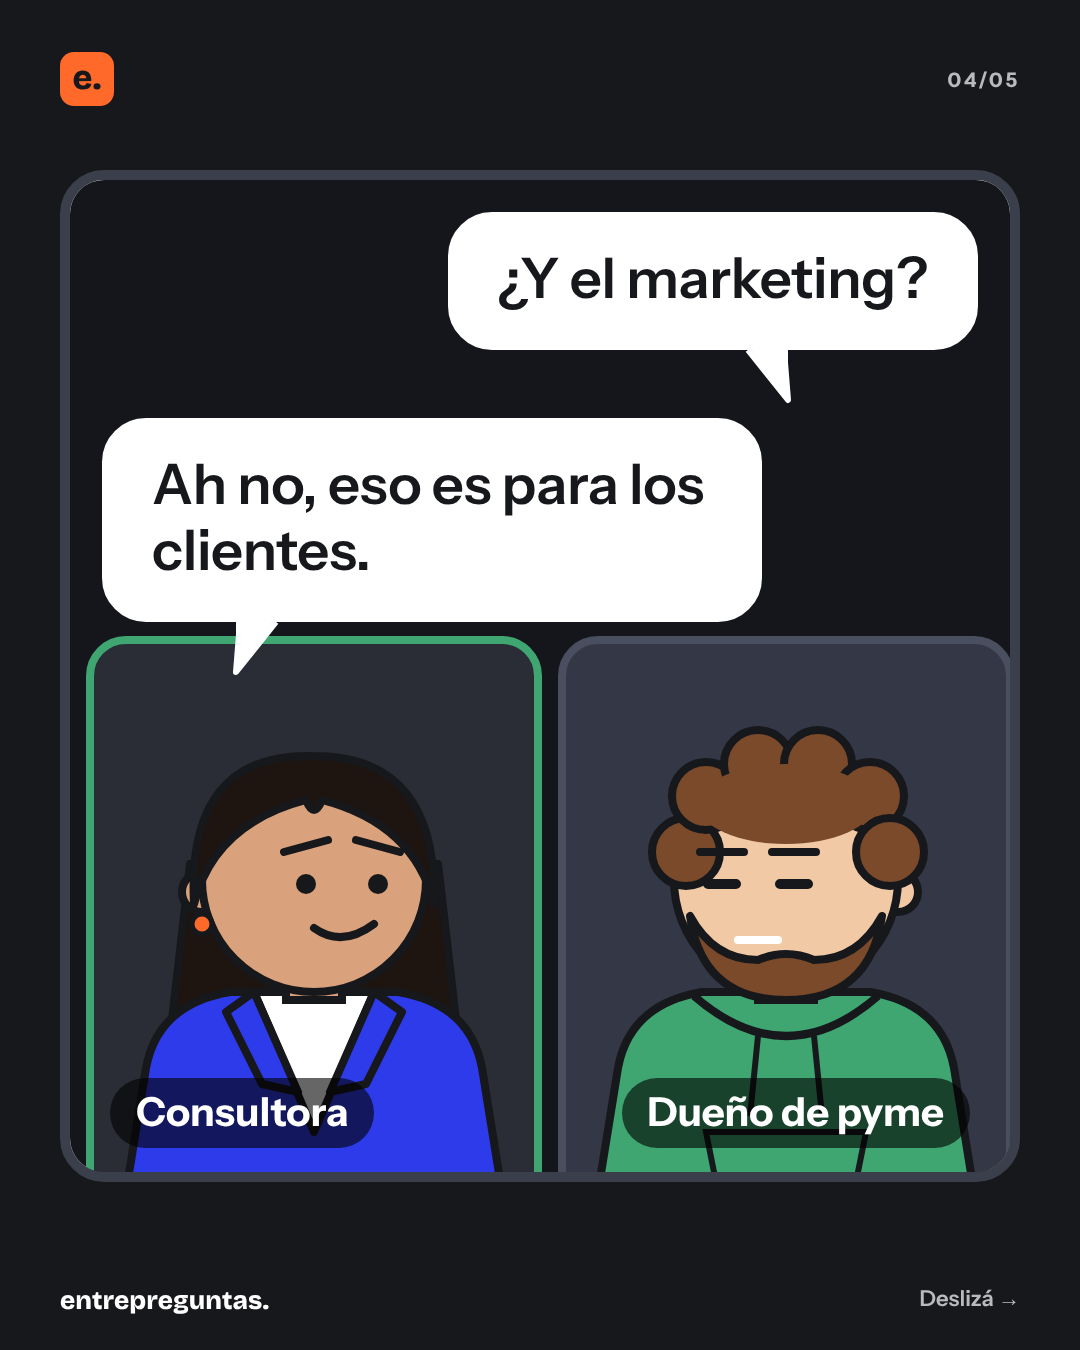 e.
04/05
¿Y el marketing?
Ah no, eso es para los
clientes.
Consultora
Dueño de pyme
entrepreguntas.
Deslizá →